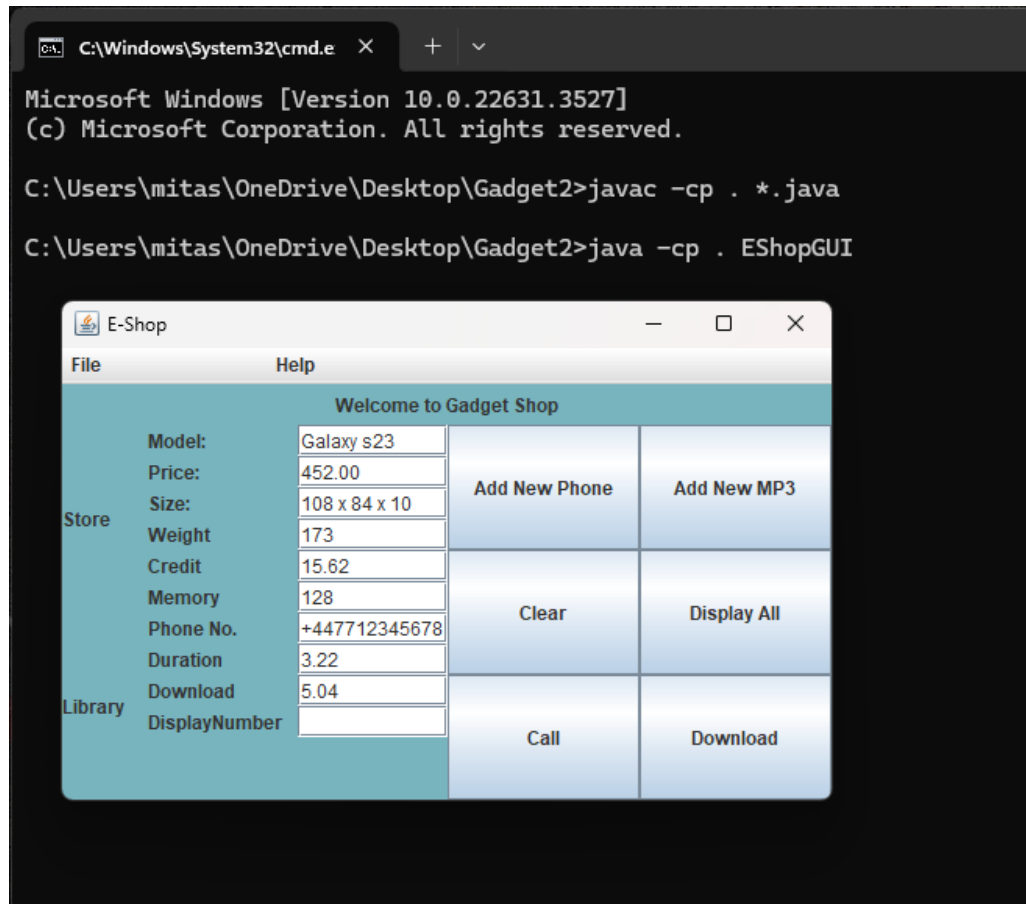 C:\Windows\System32\cmd.e
Microsoft Windows [Version 10.0.22631.3527]
(c) Microsoft Corporation. All rights reserved.
C:\Users\mitas\OneDrive\Desktop\Gadget2>javac -cp . *.java
C:\Users\mitas\OneDrive\Desktop\Gadget2>java -cp . EShopGUI
E-Shop
File Help
Welcome to Gadget Shop
Store
Library
Model: Galaxy s23
Price: 452.00
Size: 108 x 84 x 10
Weight 173
Credit 15.62
Memory 128
Phone No. +447712345678
Duration 3.22
Download 5.04
DisplayNumber
Add New Phone Add New MP3
Clear Display All
Call Download